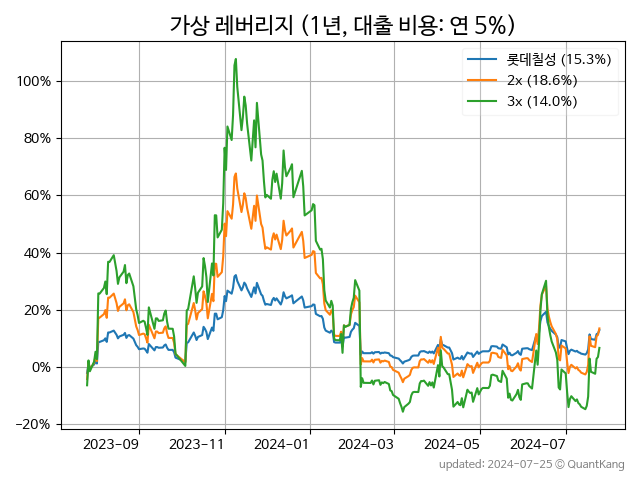 가상 레버리지 (1년, 대출 비용: 연 5%)
롯데칠성 (15.3%)
2x (18.6%)
3x (14.0%)
100%
80%
60%
40%
20%
0%
−20%
2023-09
2023-11
2024-01
2024-03
2024-05
2024-07
updated: 2024-07-25 © QuantKang